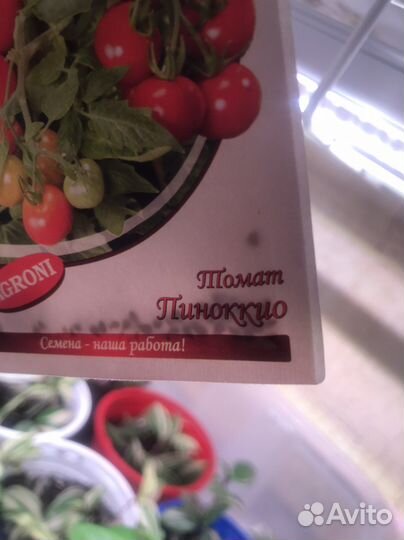 GRONI
Томат
Пиноккио
Семена - наша работа!
Avito